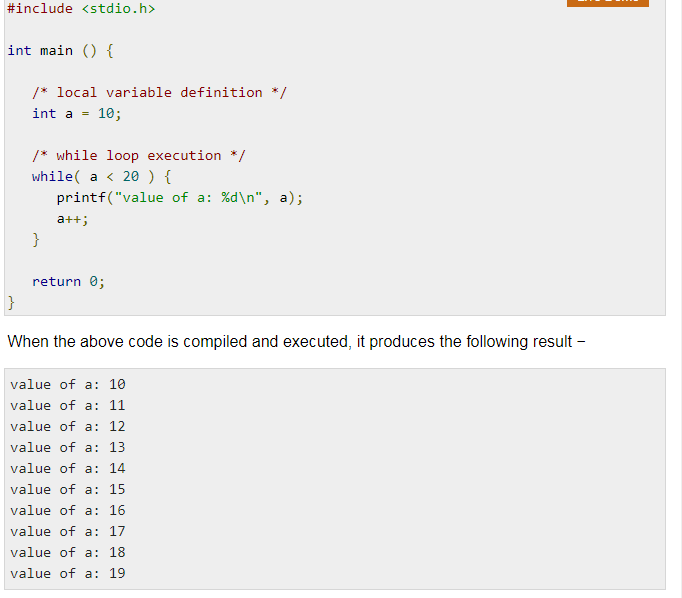 #include <stdio.h>
int main () {
/* local variable definition */
int a = 10;
/* while loop execution */
while( a < 20 ) {
printf("value of a: %d\n", a);
a++;
}
return 0;
}
When the above code is compiled and executed, it produces the following result −
value of a: 10
value of a: 11
value of a: 12
value of a: 13
value of a: 14
value of a: 15
value of a: 16
value of a: 17
value of a: 18
value of a: 19